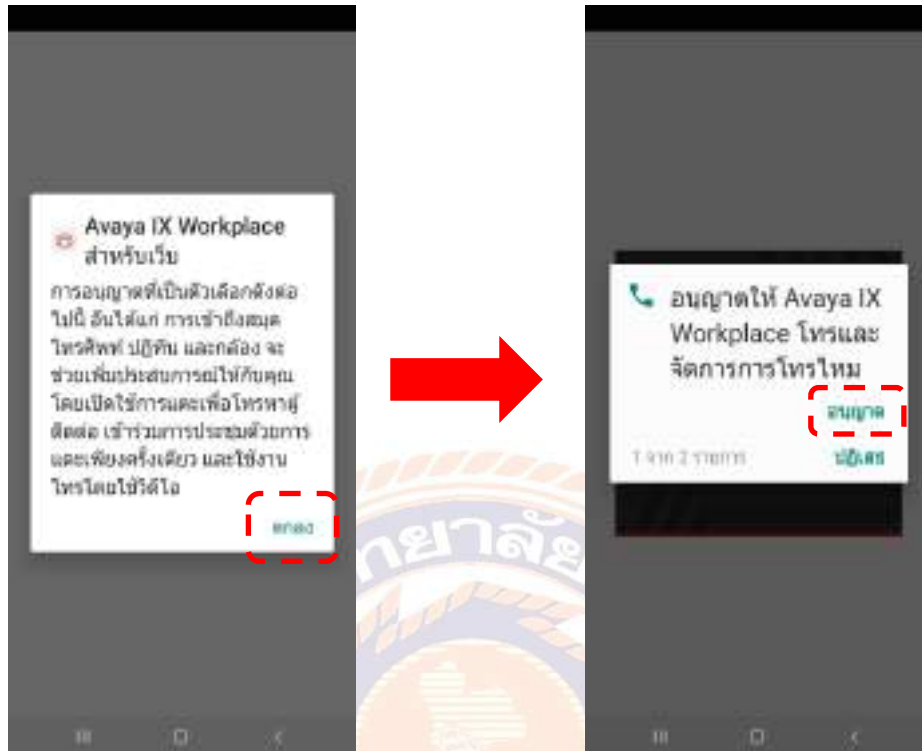 Avaya IX Workplace
สำหรับเว็บ
การอนุญาตที่เป็นตัวเลือกดังต่อ
ไปนี้ อันได้แก่ การเข้าถึงสมุด
โทรศัพท์ ปฏิทิน และกล้อง จะ
ช่วยเพิ่มประสบการณ์ให้กับคุณ
โดยเปิดใช้การแตะเพื่อโทรหาผู้
ติดต่อ เข้าร่วมการประชุมด้วยการ
แตะเพียงครั้งเดียว และใช้งาน
โทรโดยใช้วิดีโอ
ตกลง
อนุญาตให้ Avaya IX
Workplace โทรและ
จัดการการโทรไหม
อนุญาต
1 จาก 2 รายการ
ปฏิเสธ
ทยาลัย